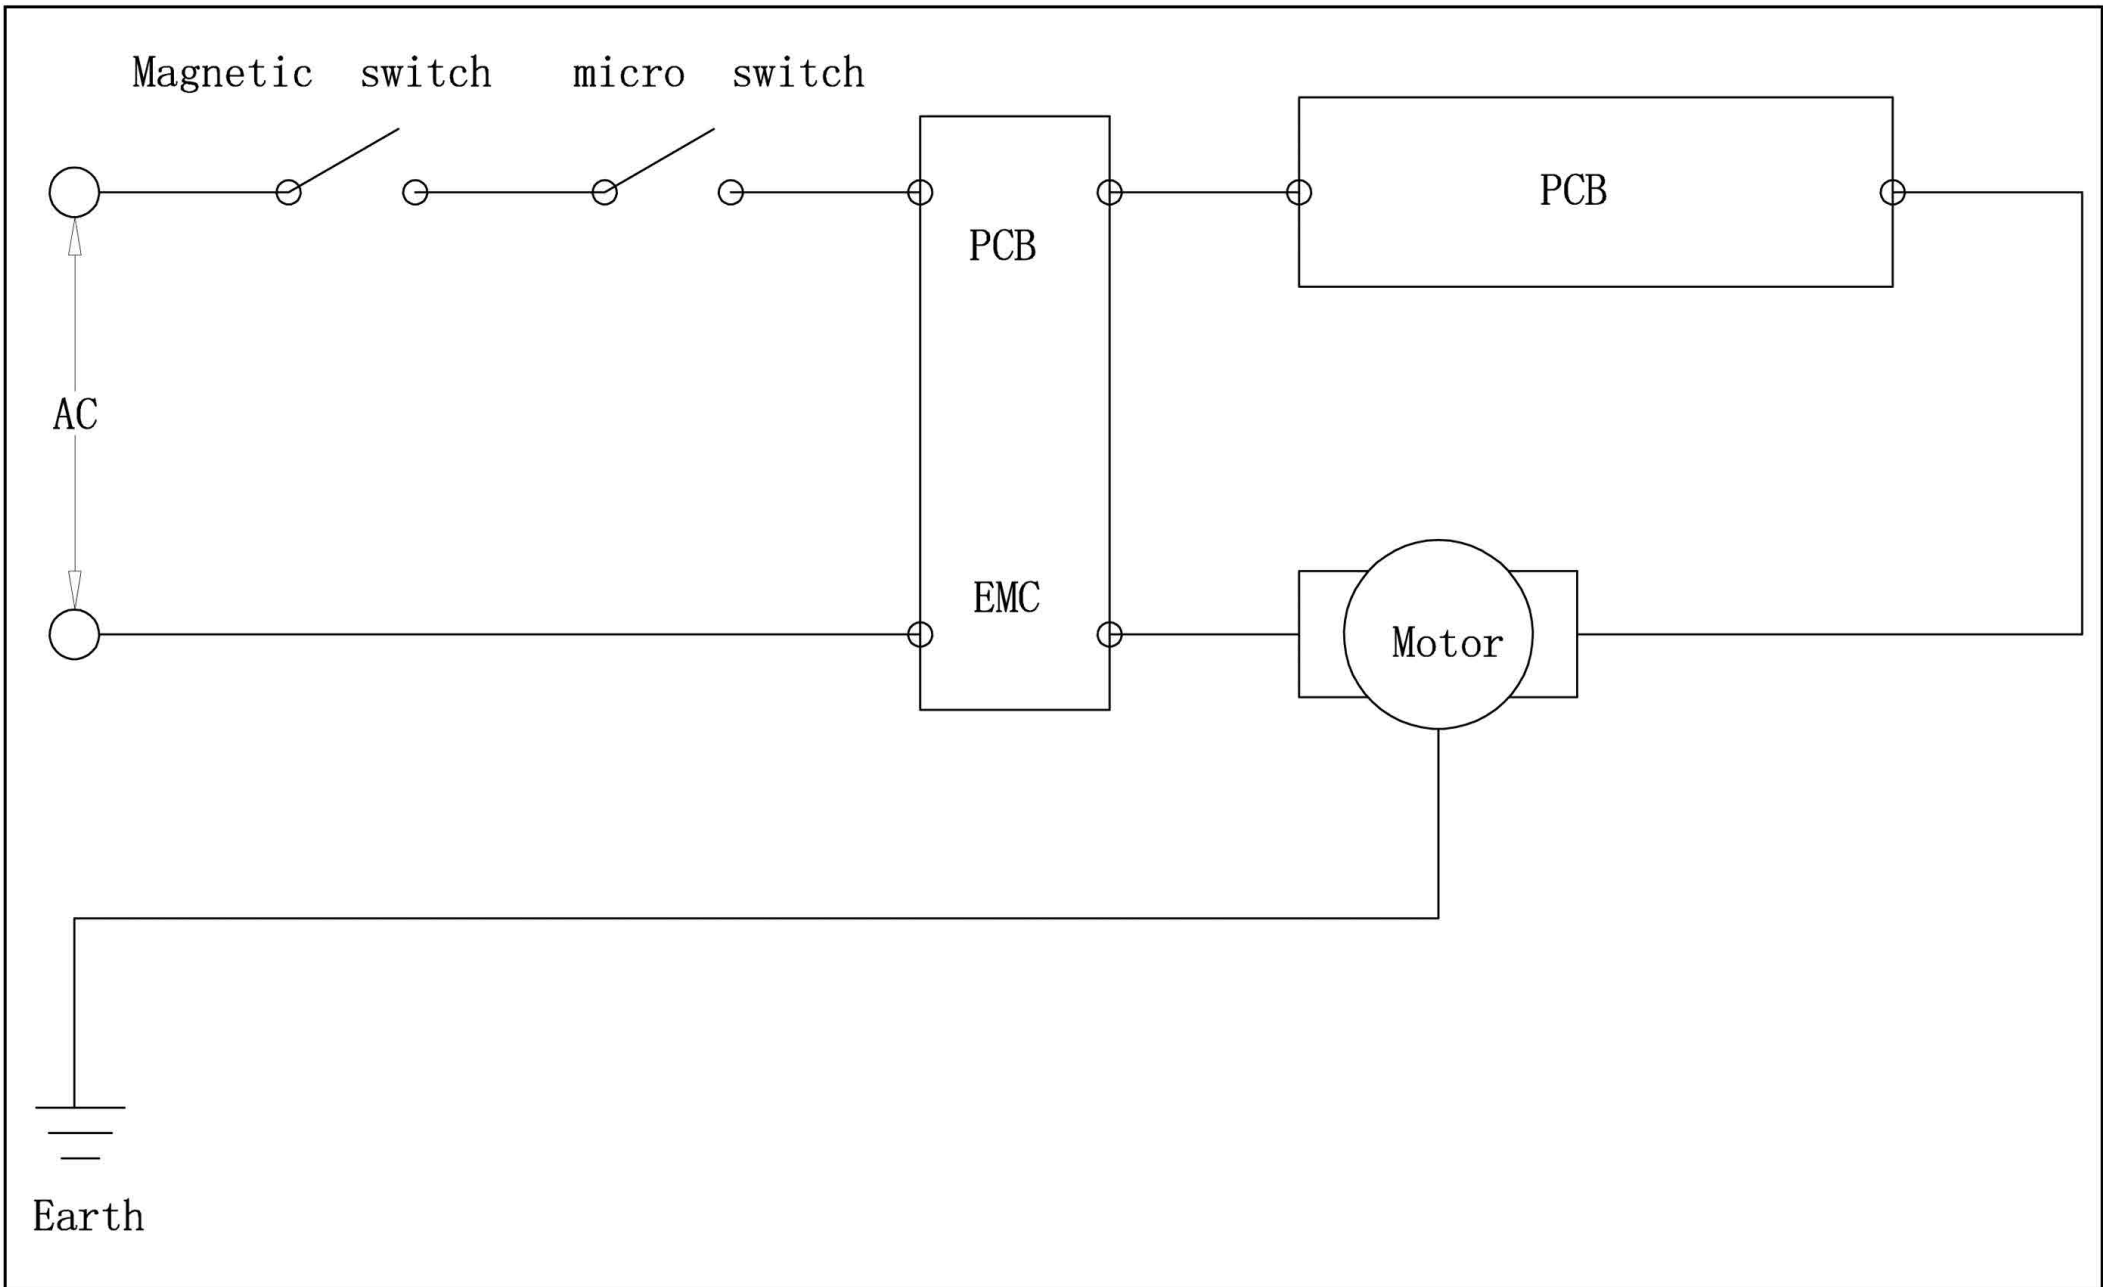 Magnetic switch micro switch
PCB
PCB
AC
EMC
Motor
Earth